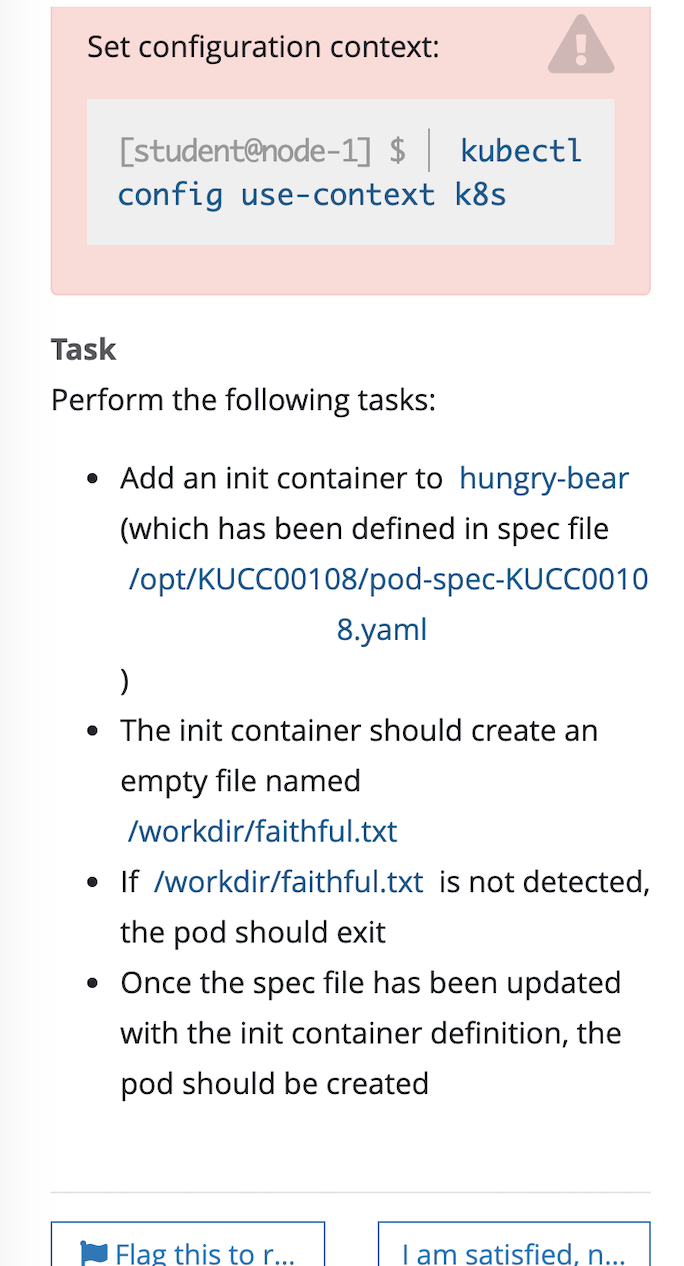 Set configuration context:
[student@node-1] $ | kubectl
config use-context k8s
Task
Perform the following tasks:
• Add an init container to hungry-bear
(which has been defined in spec file
/opt/KUCC00108/pod-spec-KUCC0010
8.yaml
)
• The init container should create an
empty file named
/workdir/faithful.txt
• If /workdir/faithful.txt is not detected,
the pod should exit
• Once the spec file has been updated
with the init container definition, the
pod should be created
Flag this to r...
I am satisfied, n...